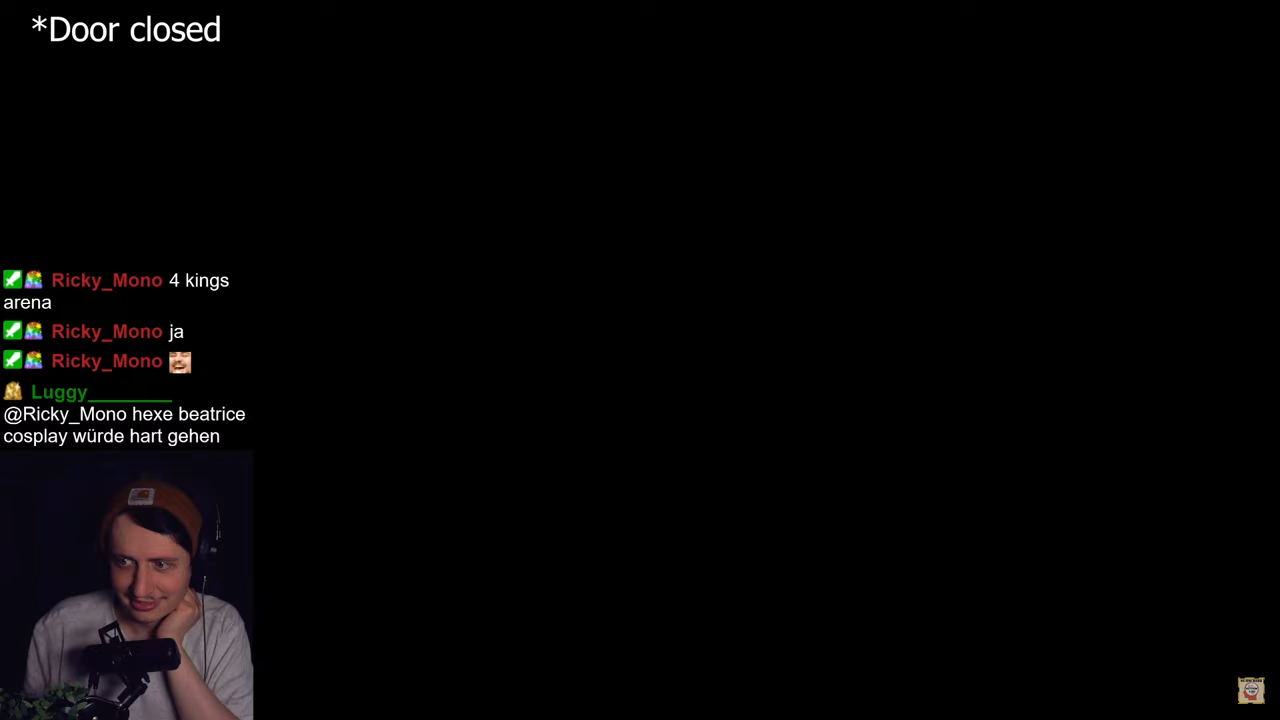 *Door closed
Ricky_Mono 4 kings
arena
Ricky_Mono ja
Ricky_Mono
Luggy________
@Ricky_Mono hexe beatrice
cosplay würde hart gehen